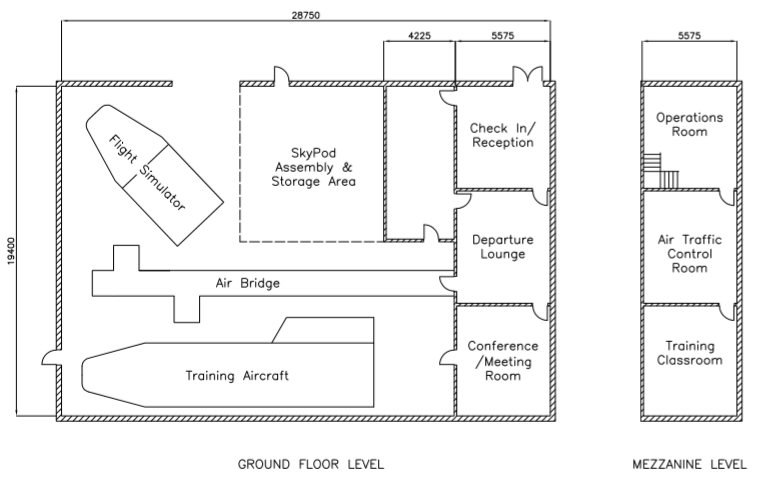 28750
4225
5575
5575
19400
Flight Simulator
SkyPod
Assembly &
Storage Area
Check In/
Reception
Operations
Room
Departure
Lounge
Air Traffic
Control
Room
Air Bridge
Conference
/Meeting
Room
Training
Classroom
Training Aircraft
GROUND FLOOR LEVEL
MEZZANINE LEVEL